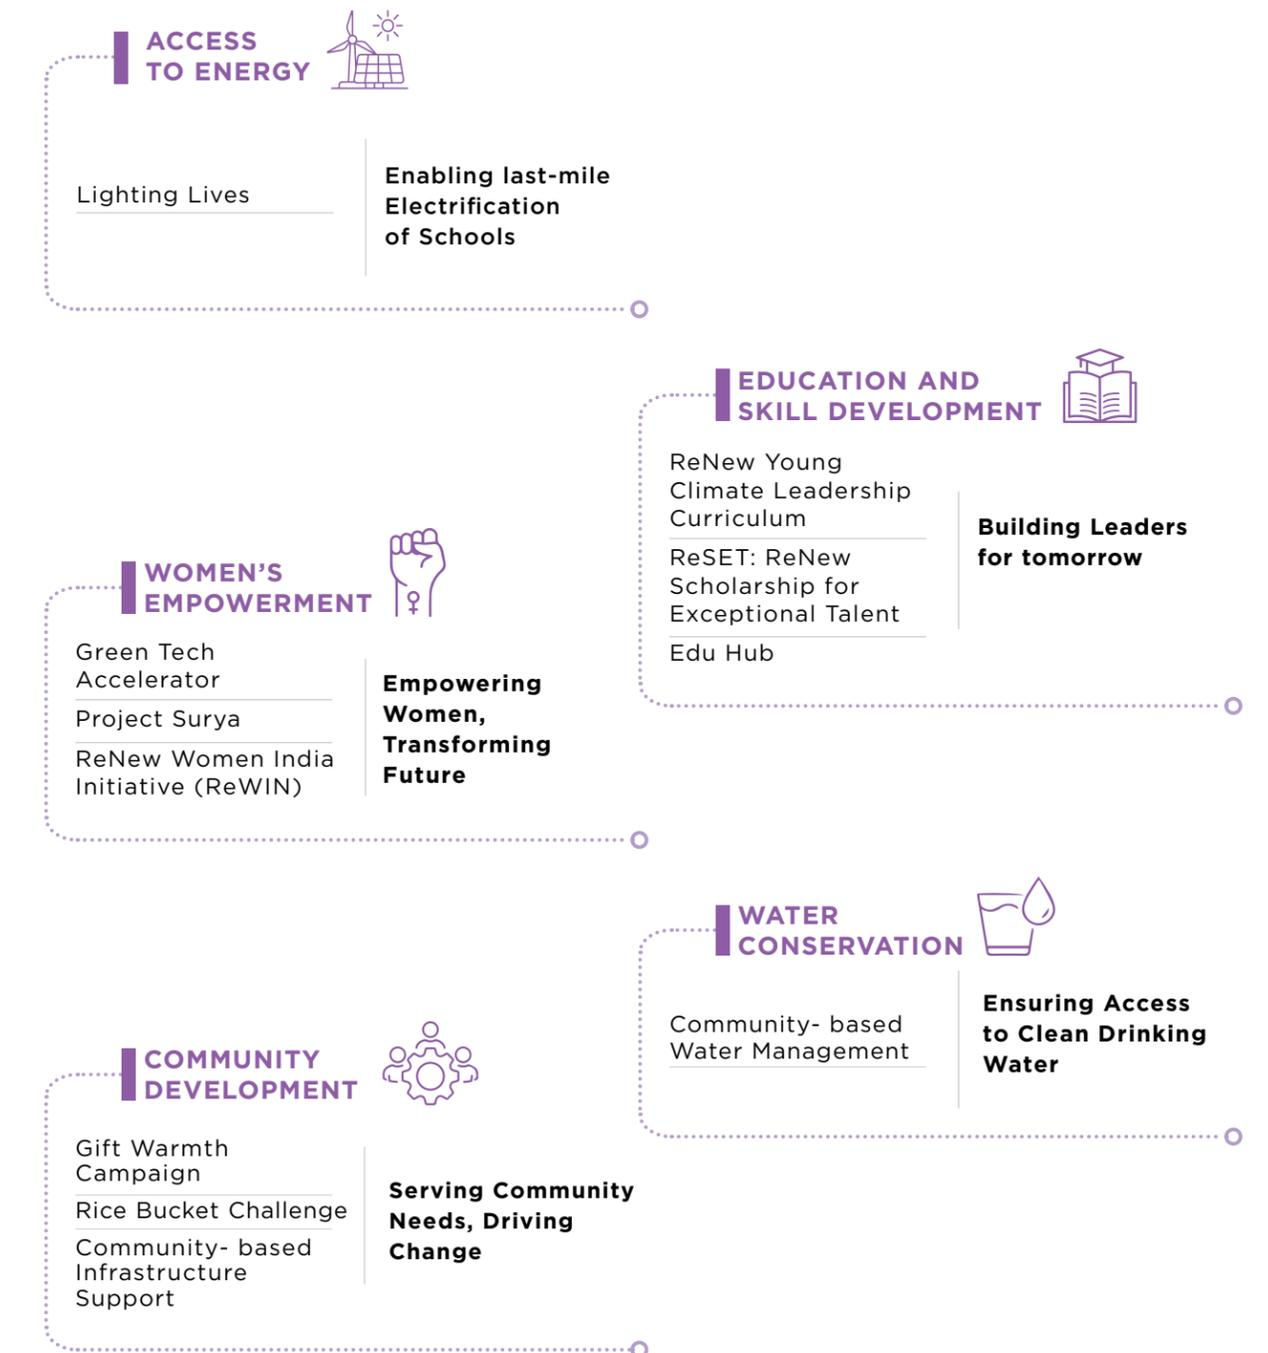 ACCESS
TO ENERGY
Lighting Lives
Enabling last-mile
Electrification
of Schools
EDUCATION AND
SKILL DEVELOPMENT
ReNew Young
Climate Leadership
Curriculum
ReSET: ReNew
Scholarship for
Exceptional Talent
Edu Hub
Building Leaders
for tomorrow
WOMEN'S
EMPOWERMENT
Green Tech
Accelerator
Project Surya
ReNew Women India
Initiative (ReWIN)
Empowering
Women,
Transforming
Future
WATER
CONSERVATION
Community- based
Water Management
Ensuring Access
to Clean Drinking
Water
COMMUNITY
DEVELOPMENT
Gift Warmth
Campaign
Rice Bucket Challenge
Community- based
Infrastructure
Support
Serving Community
Needs, Driving
Change